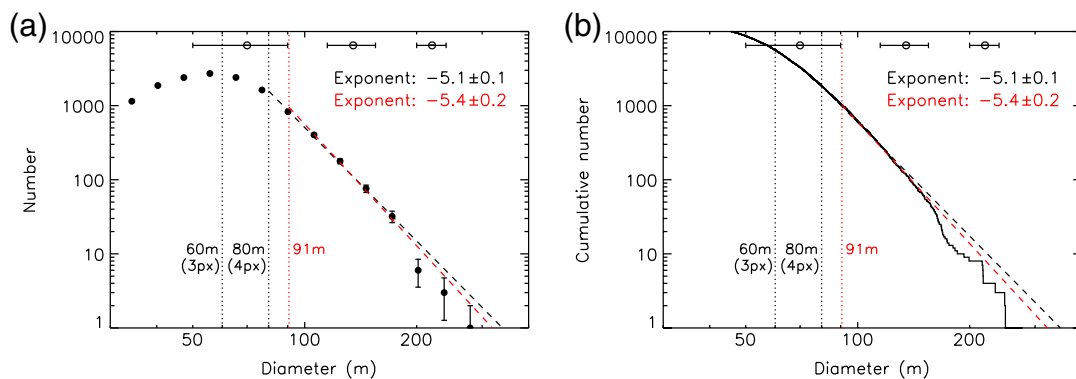 (a)
10000
1000
100
10
1
Number
Exponent: −5.1±0.1
Exponent: −5.4±0.2
60m
(3px)
80m
(4px)
91m
50
100
200
Diameter (m)
(b)
10000
1000
100
10
1
Cumulative number
Exponent: −5.1±0.1
Exponent: −5.4±0.2
60m
(3px)
80m
(4px)
91m
50
100
200
Diameter (m)